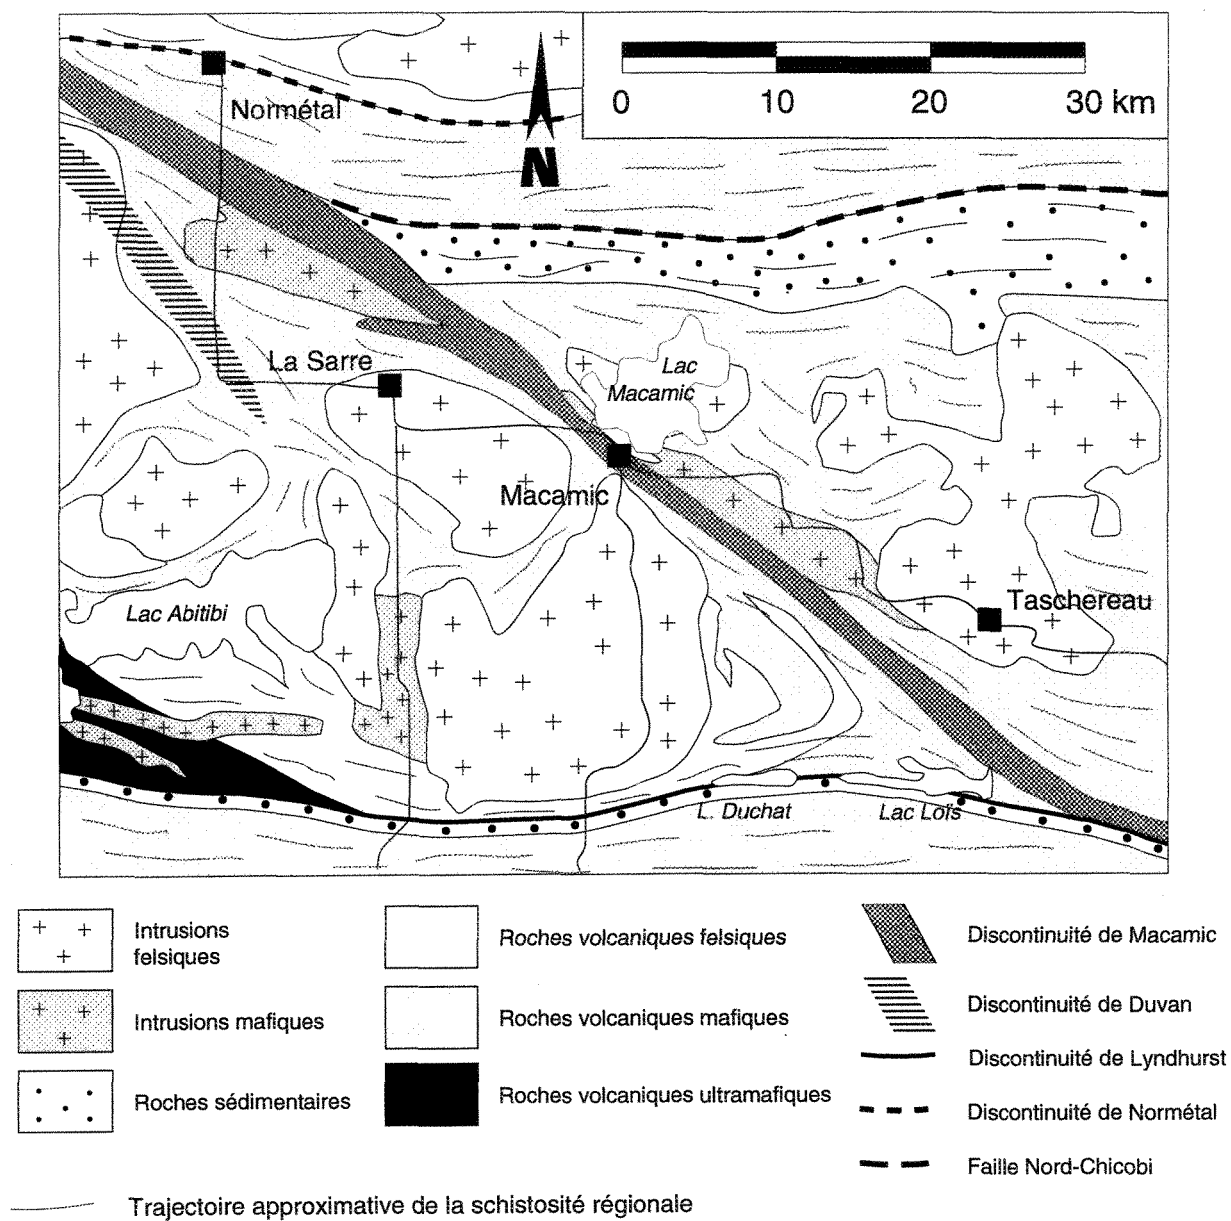 0 10 20 30 km
Normétal
N
La Sarre
Lac
Macamic
Macamic
Lac Abitibi
Taschereau
L. Duchat
Lac Loïs
Intrusions
felsiques
Intrusions mafiques
Roches sédimentaires
Roches volcaniques felsiques
Roches volcaniques mafiques
Roches volcaniques ultramafiques
Discontinuité de Macamic
Discontinuité de Duvan
Discontinuité de Lyndhurst
Discontinuité de Normétal
Faille Nord-Chicobi
Trajectoire approximative de la schistosité régionale